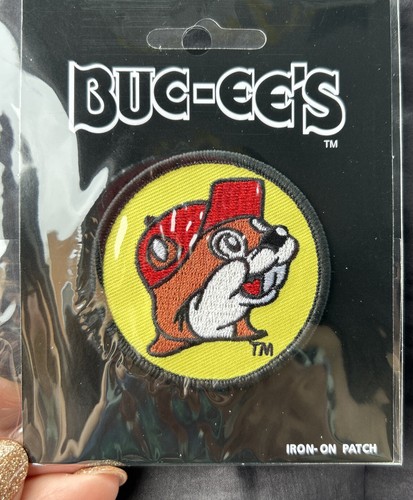 BUC-EE'S
TM
TM
IRON-ON PATCH